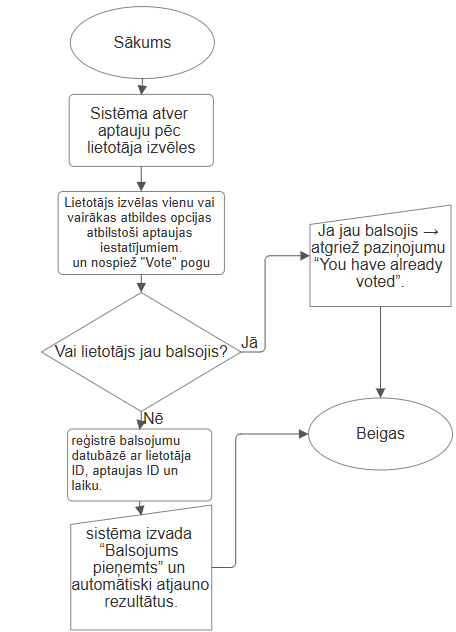 Sākums
Sistēma atver
aptauju pēc
lietotāja izvēles
Lietotājs izvēlas vienu vai
vairākas atbildes opcijas
atbilstoši aptaujas
iestatījumiem.
un nospiež "Vote" pogu
Ja jau balsojis →
atgriež paziņojumu
“You have already
voted”.
Vai lietotājs jau balsojis?
Jā
Nē
Beigas
reģistrē balsojumu
datubāzē ar lietotāja
ID, aptaujas ID un
laiku.
sistēma izvada
“Balsojums
pieņemts” un
automātiski atjauno
rezultātus.